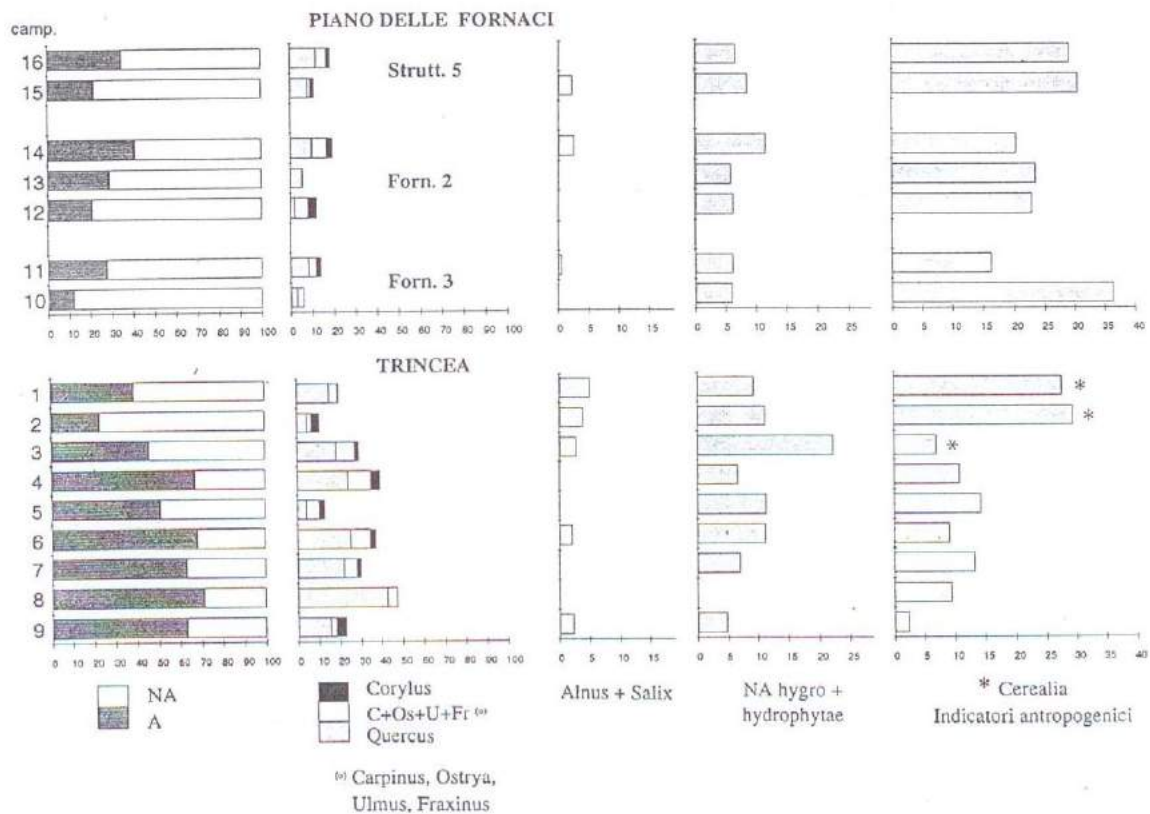 PIANO DELLE FORNACI
camp.
16
15
Strutt. 5
14
13
12
Forn. 2
11
10
Forn. 3
0 10 20 30 40 50 60 70 80 90 100
0 10 20 30 40 50 60 70 80 90 100
0 5 10 15
0 5 10 15 20 25
0 5 10 15 20 25 30 35 40
TRINCEA
1 *
2 *
3 *
4
5
6
7
8
9
0 10 20 30 40 50 60 70 80 90 100
0 10 20 30 40 50 60 70 80 90 100
0 5 10 15
0 5 10 15 20 25
0 5 10 15 20 25 30 35 40
NA
A
Corylus
C+Os+U+Fr (°)
Quercus
Alnus + Salix
NA hygro +
hydrophytae
* Cerealia
Indicatori antropogenici
(°) Carpinus, Ostrya,
Ulmus, Fraxinus